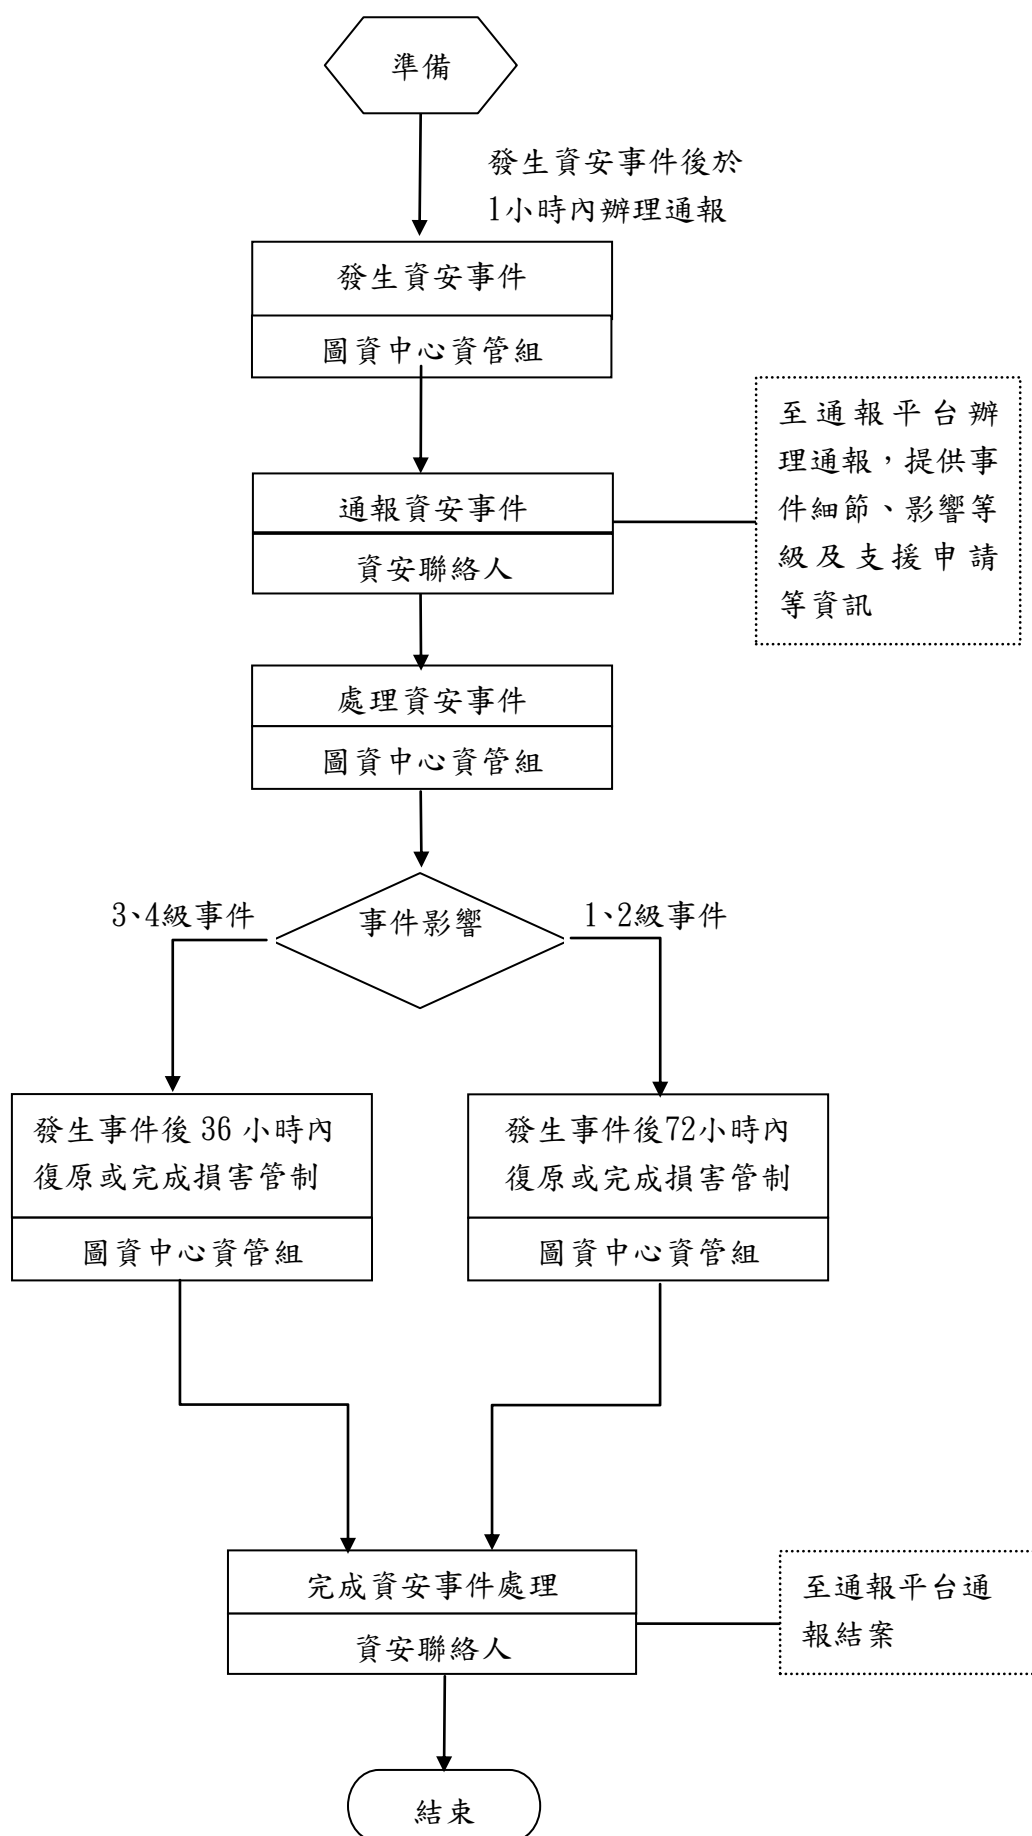 準備
發生資安事件後於
1小時內辦理通報
發生資安事件
圖資中心資管組
至通報平台辦
理通報，提供事
件細節、影響等
級及支援申請
等資訊
通報資安事件
資安聯絡人
處理資安事件
圖資中心資管組
3、4級事件
事件影響
1、2級事件
發生事件後 36 小時內
復原或完成損害管制
圖資中心資管組
發生事件後72小時內
復原或完成損害管制
圖資中心資管組
完成資安事件處理
資安聯絡人
至通報平台通
報結案
結束